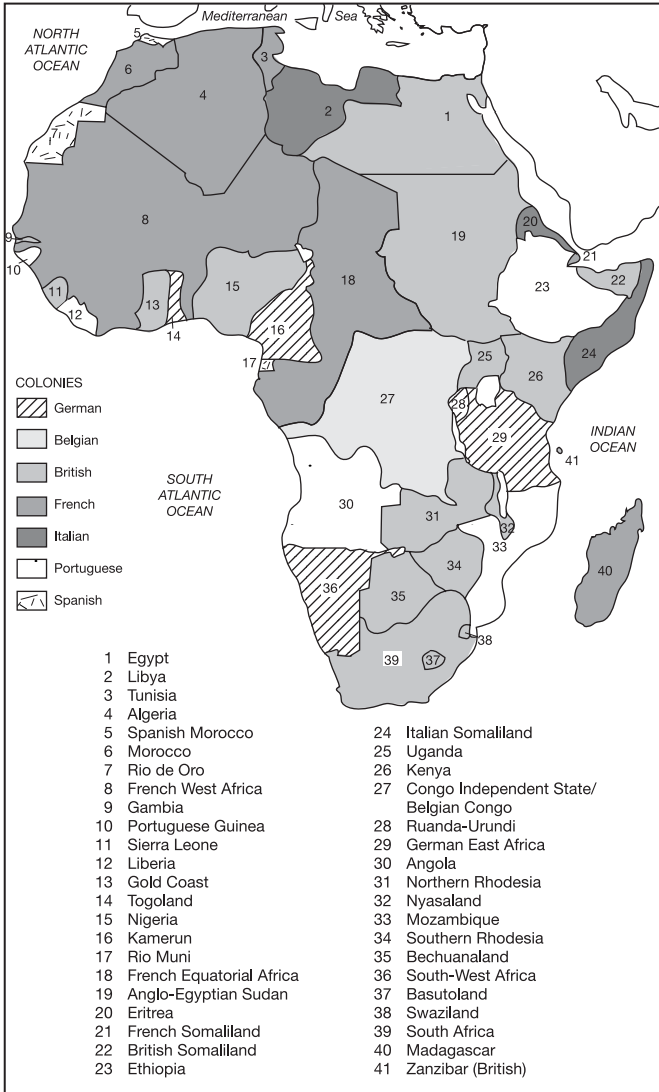 NORTH
ATLANTIC
OCEAN
Mediterranean Sea
5
6
3
4
2
1
7
8
9
10
11
12
13
14
15
16
17
18
19
20
21
22
23
24
25
26
27
28
29
INDIAN
OCEAN
41
SOUTH
ATLANTIC
OCEAN
30
31
32
33
34
35
36
37
38
39
40
COLONIES
German
Belgian
British
French
Italian
Portuguese
Spanish
1 Egypt
2 Libya
3 Tunisia
4 Algeria
5 Spanish Morocco
6 Morocco
7 Rio de Oro
8 French West Africa
9 Gambia
10 Portuguese Guinea
11 Sierra Leone
12 Liberia
13 Gold Coast
14 Togoland
15 Nigeria
16 Kamerun
17 Rio Muni
18 French Equatorial Africa
19 Anglo-Egyptian Sudan
20 Eritrea
21 French Somaliland
22 British Somaliland
23 Ethiopia
24 Italian Somaliland
25 Uganda
26 Kenya
27 Congo Independent State/
Belgian Congo
28 Ruanda-Urundi
29 German East Africa
30 Angola
31 Northern Rhodesia
32 Nyasaland
33 Mozambique
34 Southern Rhodesia
35 Bechuanaland
36 South-West Africa
37 Basutoland
38 Swaziland
39 South Africa
40 Madagascar
41 Zanzibar (British)